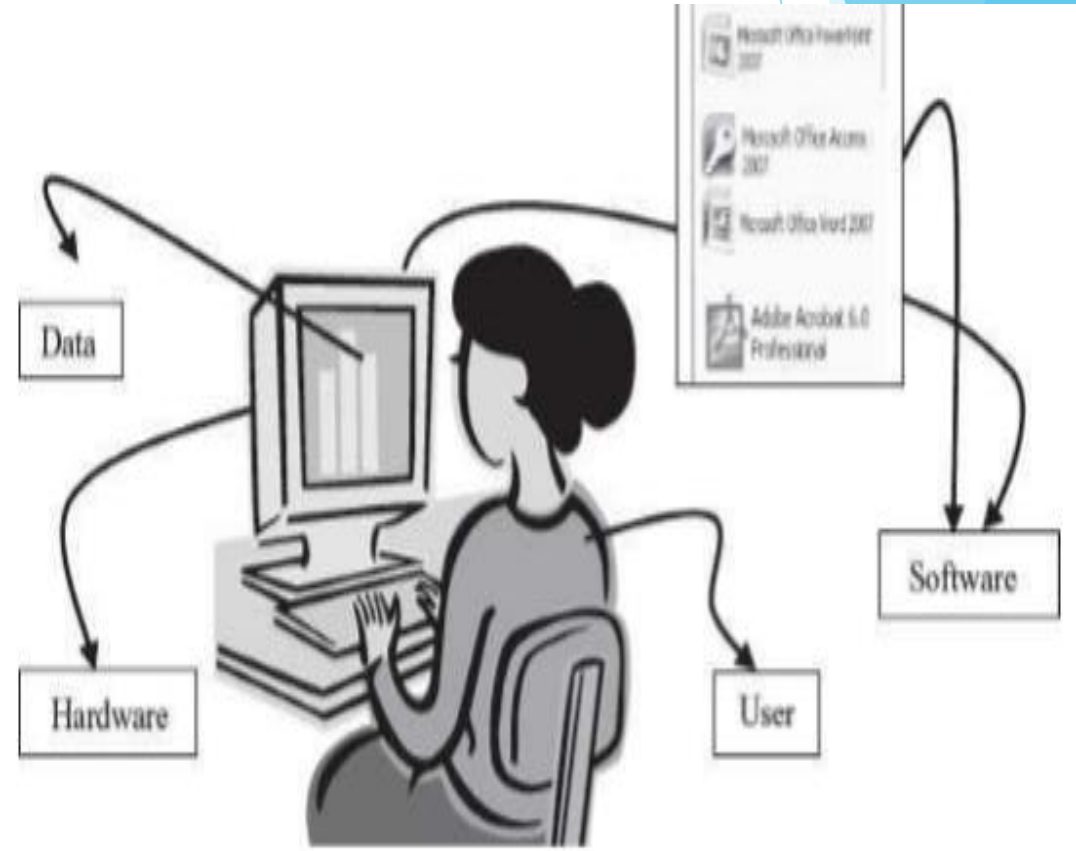 Microsoft Office PowerPoint
2007
Microsoft Office Access
2007
Microsoft Office Word 2007
Adobe Acrobat 6.0
Professional
Data
Hardware
User
Software